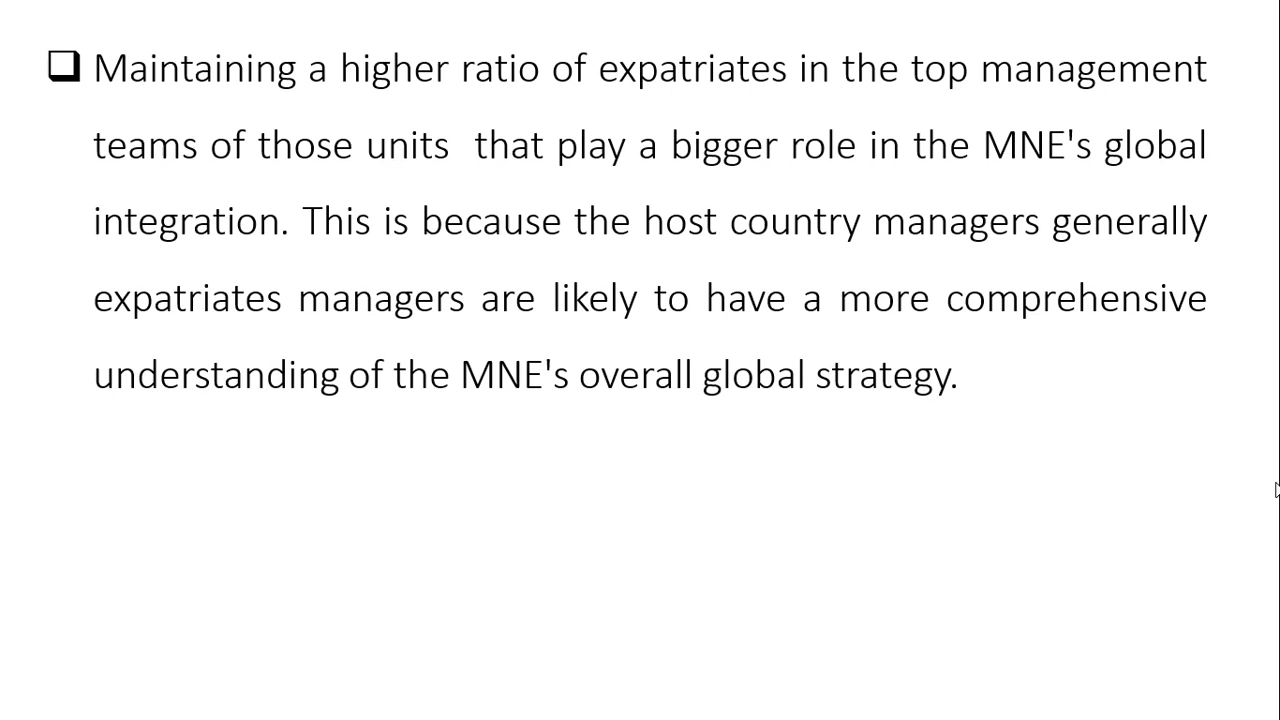 ❑ Maintaining a higher ratio of expatriates in the top management
teams of those units  that play a bigger role in the MNE's global
integration. This is because the host country managers generally
expatriates managers are likely to have a more comprehensive
understanding of the MNE's overall global strategy.